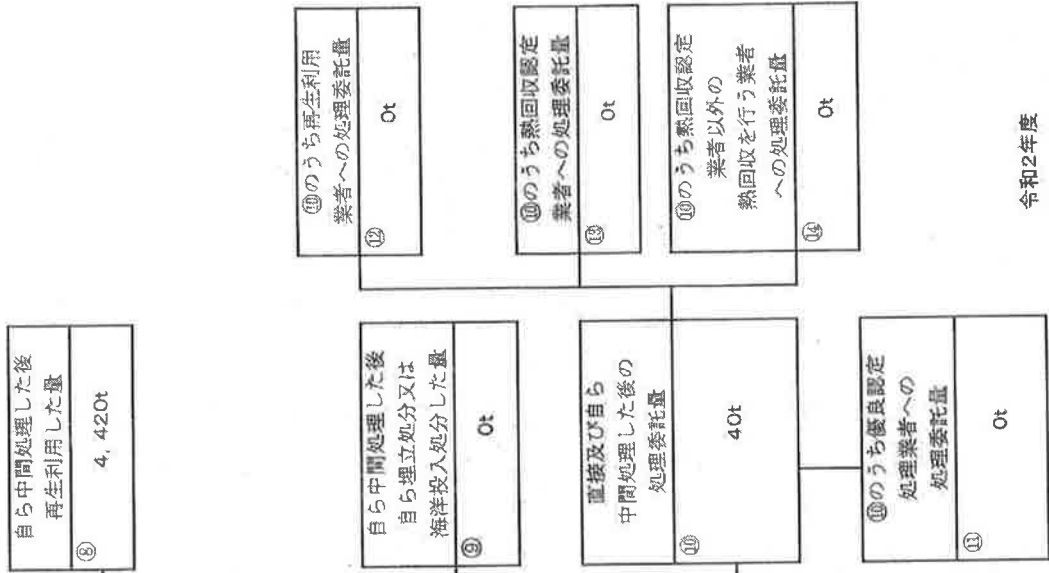 自ら中間処理した後
再生利用した量
⑧
4,420t
自ら中間処理した後
自ら埋立処分又は
海洋投入処分した量
⑨
0t
直接及び自ら
中間処理した後の
処理委託量
⑩
40t
⑩のうち優良認定
処理業者への
処理委託量
⑪
0t
⑩のうち再生利用
業者への処理委託量
⑫
0t
⑩のうち熱回収認定
業者への処理委託量
⑬
0t
⑩のうち熱回収認定
業者以外の
熱回収を行う業者
への処理委託量
⑭
0t
令和2年度